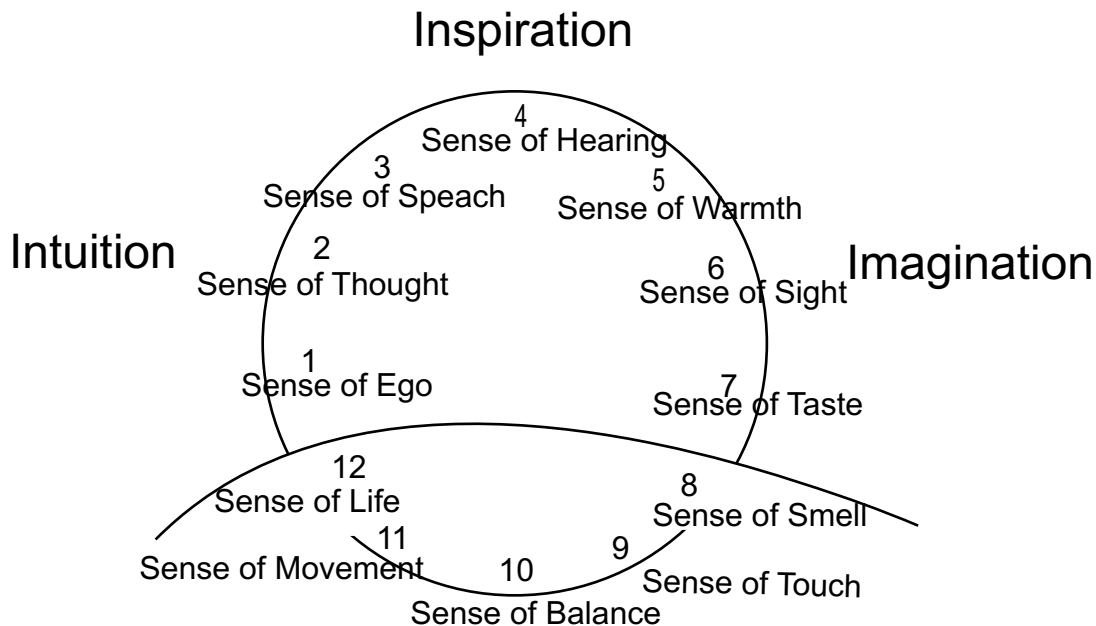 Inspiration
4
Sense of Hearing
3
Sense of Speach
5
Sense of Warmth
Intuition
2
Sense of Thought
Imagination
6
Sense of Sight
1
Sense of Ego
7
Sense of Taste
12
Sense of Life
8
Sense of Smell
11
Sense of Movement
10
Sense of Balance
9
Sense of Touch